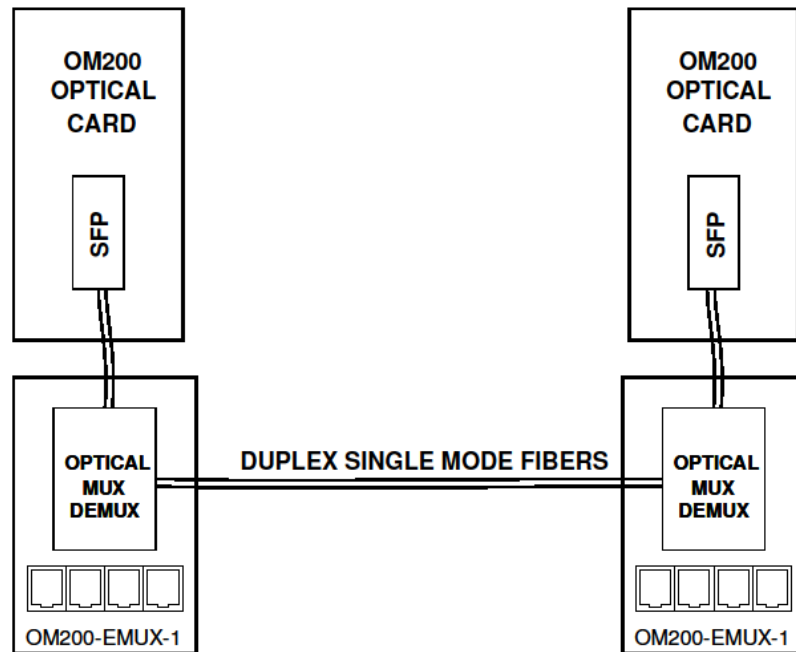 OM200
OPTICAL
CARD
SFP
OM200
OPTICAL
CARD
SFP
OPTICAL
MUX
DEMUX
DUPLEX SINGLE MODE FIBERS
OPTICAL
MUX
DEMUX
OM200-EMUX-1
OM200-EMUX-1